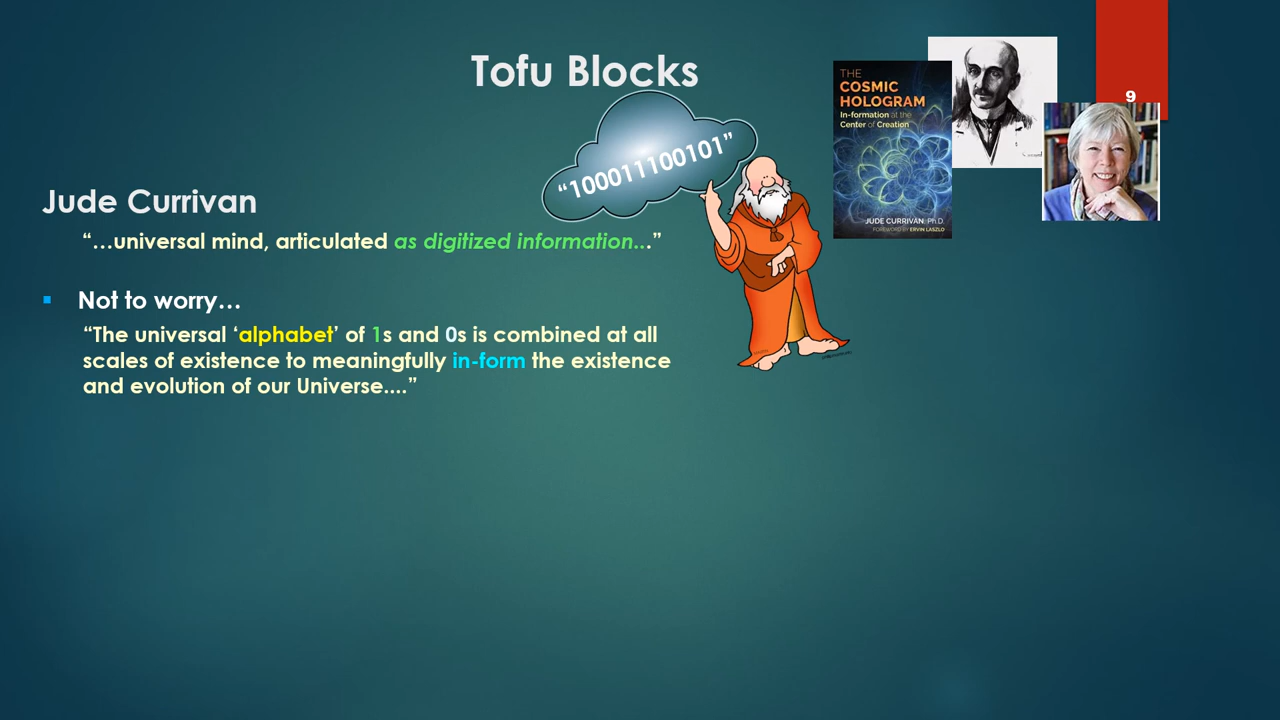 Tofu Blocks
9
THE
COSMIC
HOLOGRAM
In-formation at the
Center of Creation
JUDE CURRIVAN, Ph.D.
FOREWORD BY ERVIN LASZLO
“100011100101”
Jude Currivan
“…universal mind, articulated as digitized information...”
▪ Not to worry…
“The universal ‘alphabet’ of 1s and 0s is combined at all
scales of existence to meaningfully in-form the existence
and evolution of our Universe....”